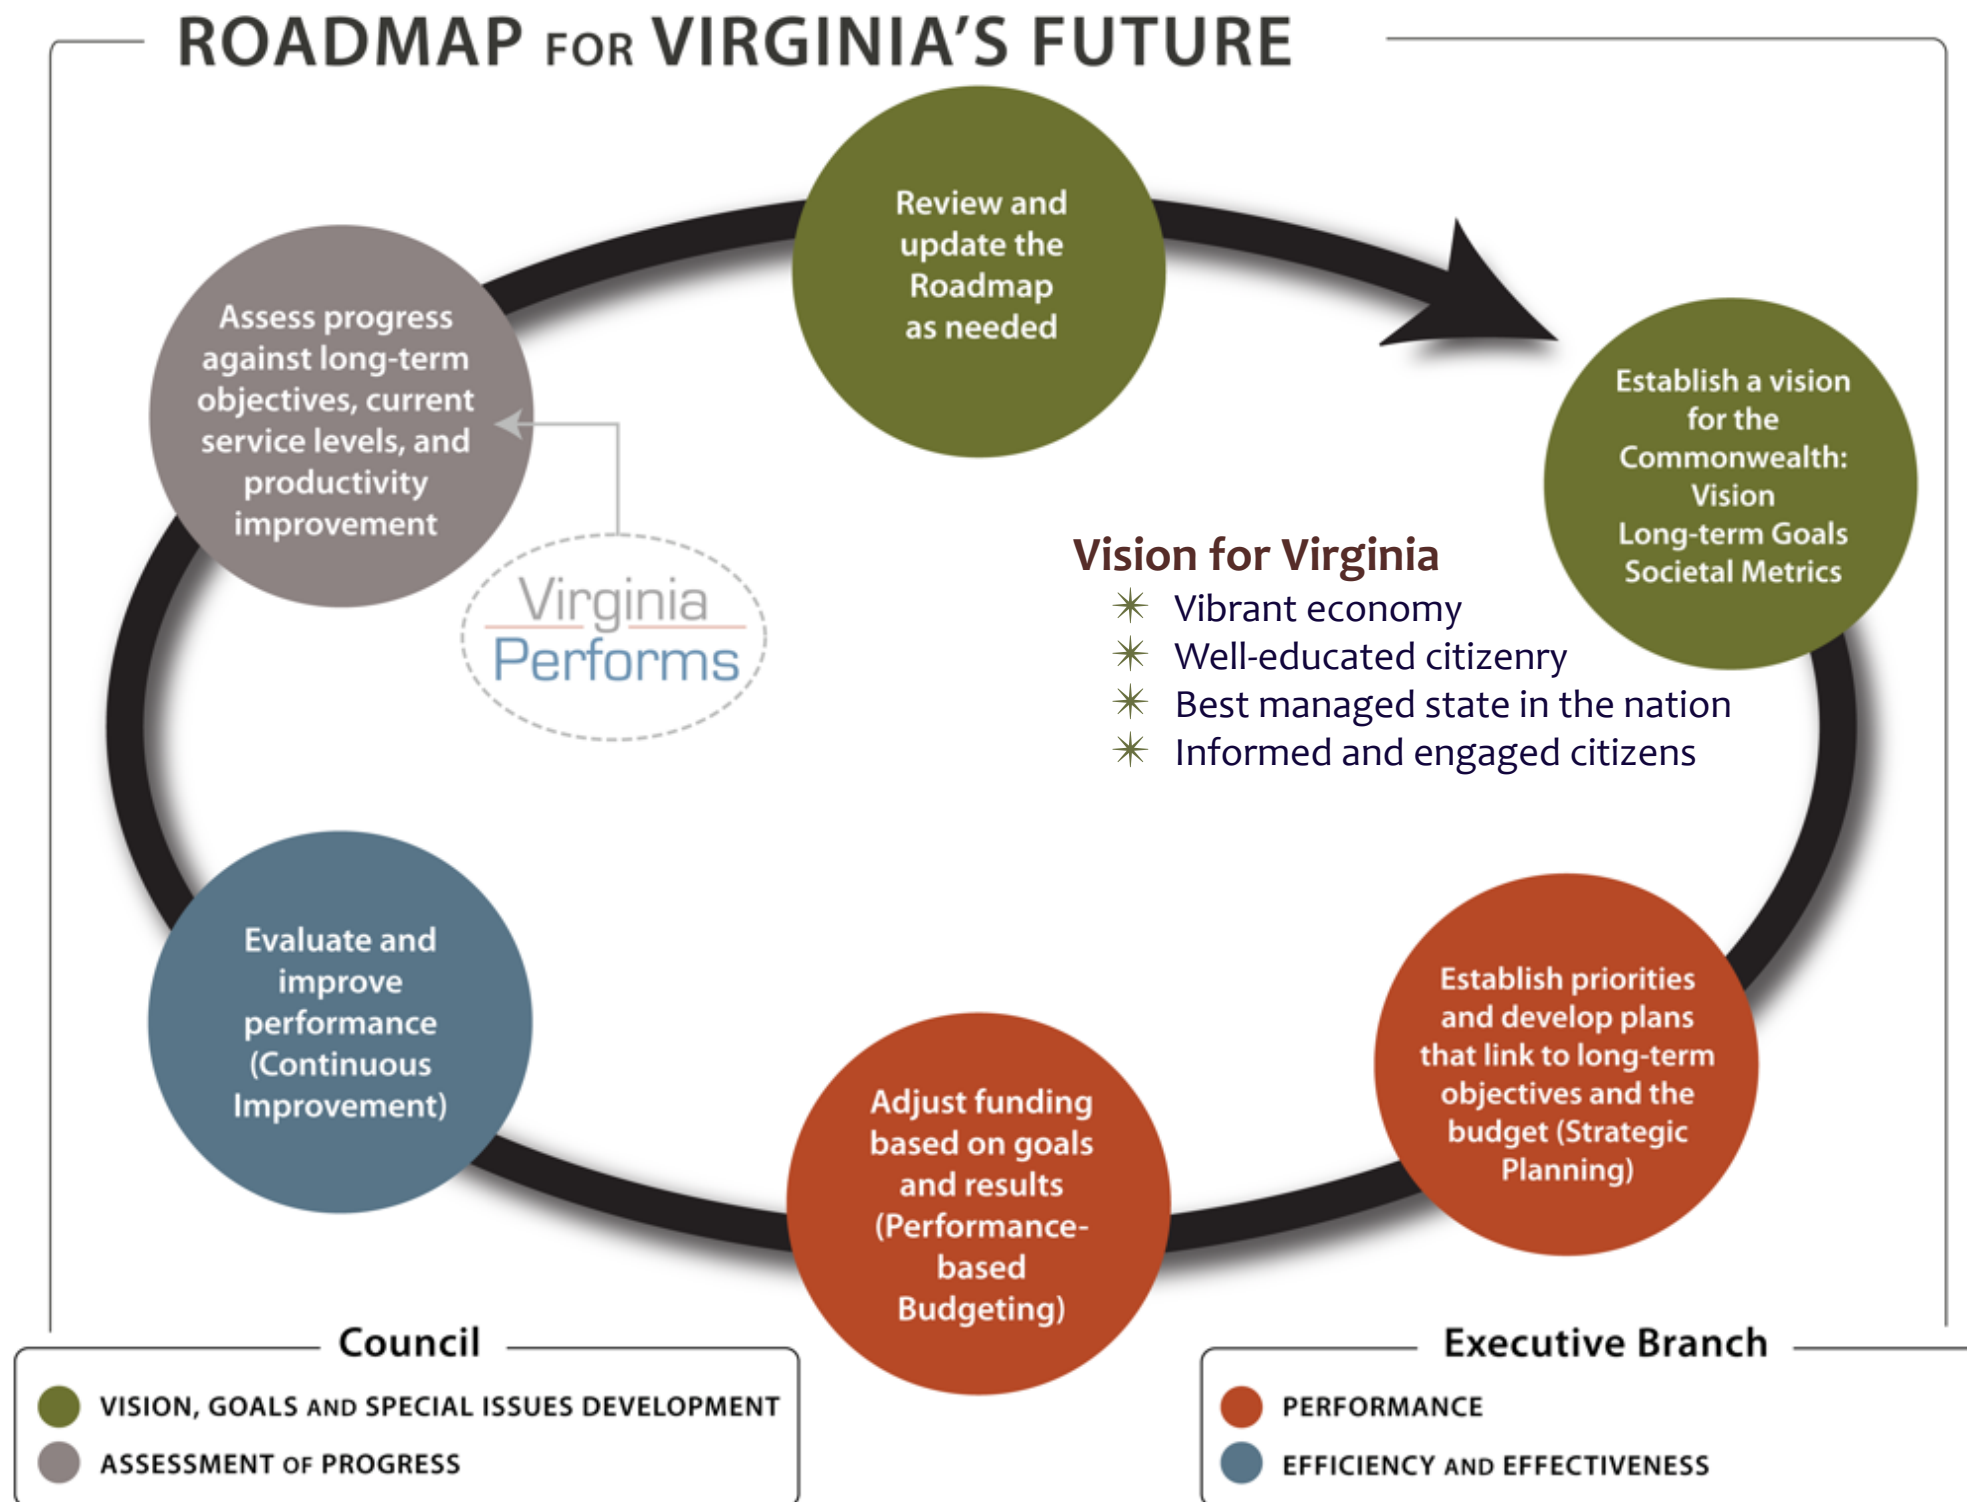 ROADMAP FOR VIRGINIA'S FUTURE
Review and
update the
Roadmap
as needed
Establish a vision
for the
Commonwealth:
Vision
Long-term Goals
Societal Metrics
Establish priorities
and develop plans
that link to long-term
objectives and the
budget (Strategic
Planning)
Adjust funding
based on goals
and results
(Performance-
based
Budgeting)
Evaluate and
improve
performance
(Continuous
Improvement)
Assess progress
against long-term
objectives, current
service levels, and
productivity
improvement
Virginia
Performs
Vision for Virginia
Vibrant economy
Well-educated citizenry
Best managed state in the nation
Informed and engaged citizens
Council
VISION, GOALS AND SPECIAL ISSUES DEVELOPMENT
ASSESSMENT OF PROGRESS
Executive Branch
PERFORMANCE
EFFICIENCY AND EFFECTIVENESS